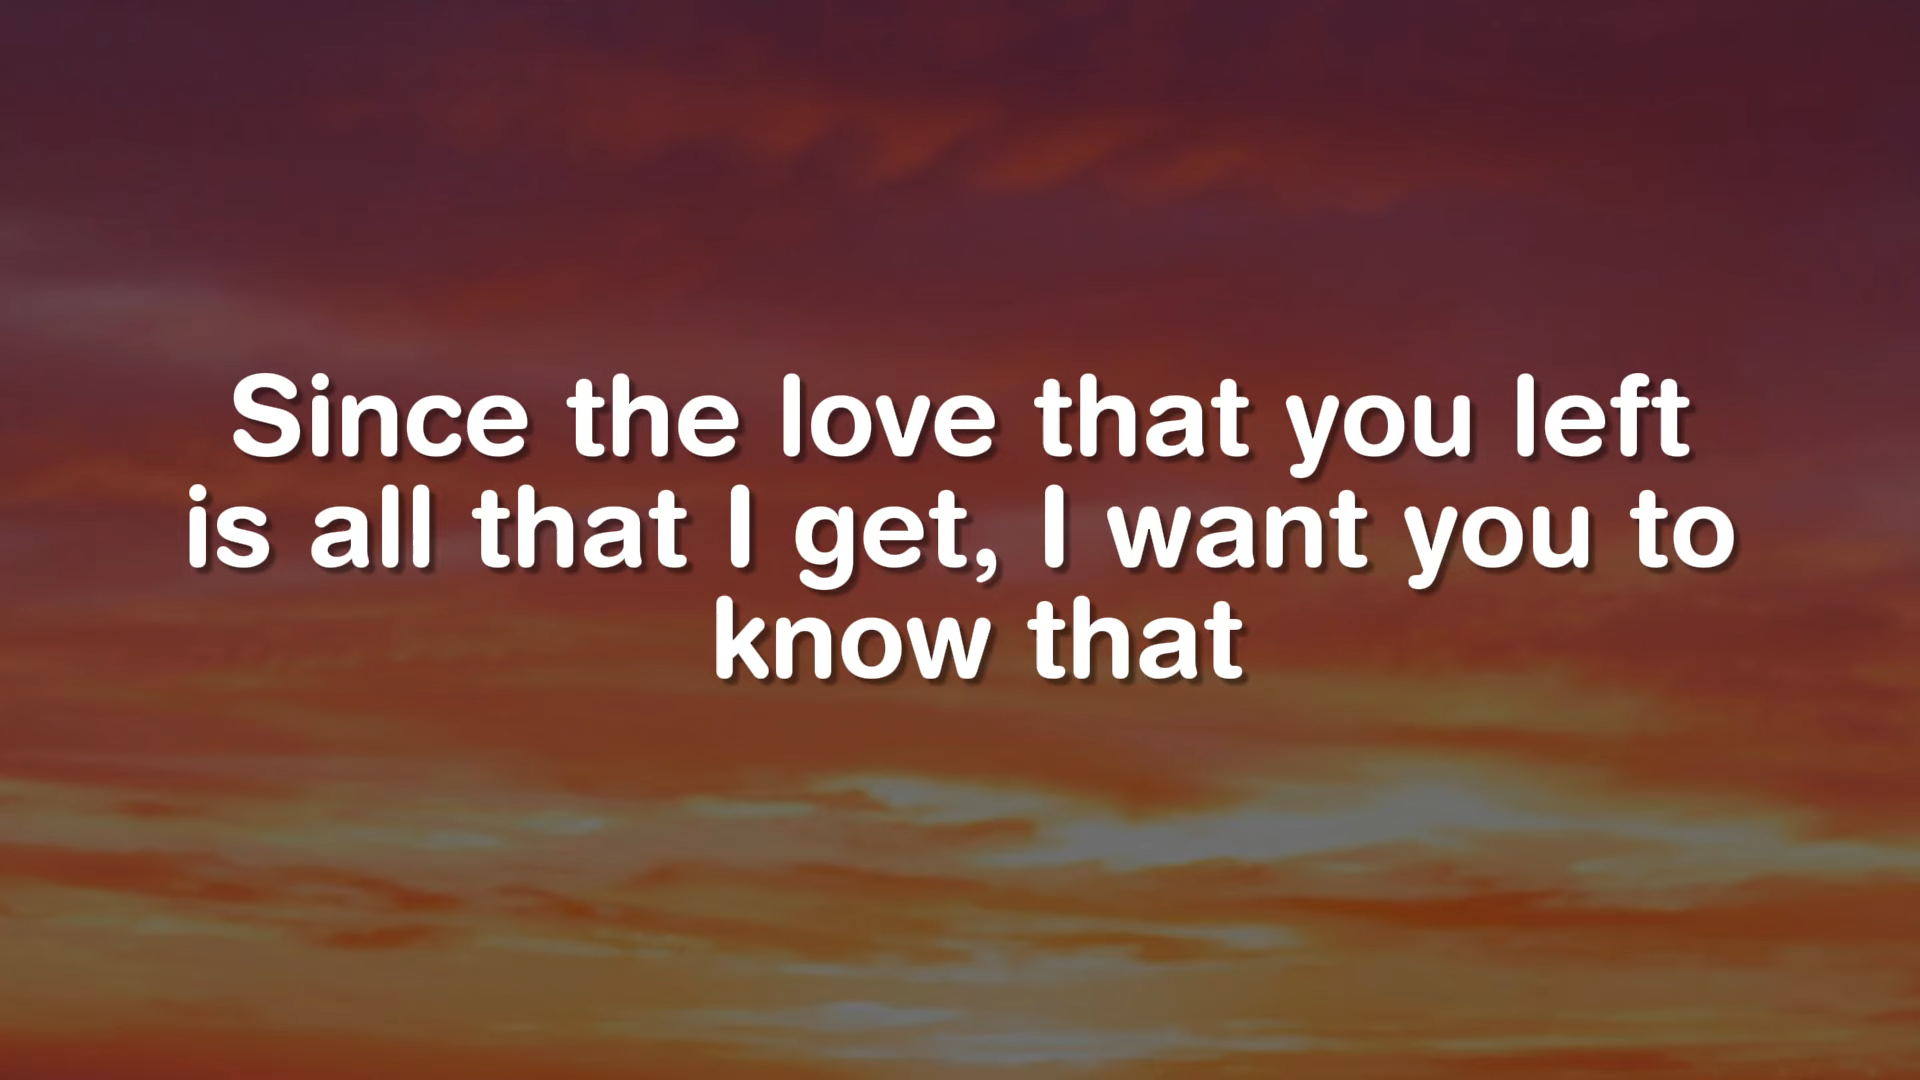 Since the love that you left
is all that I get, I want you to
know that